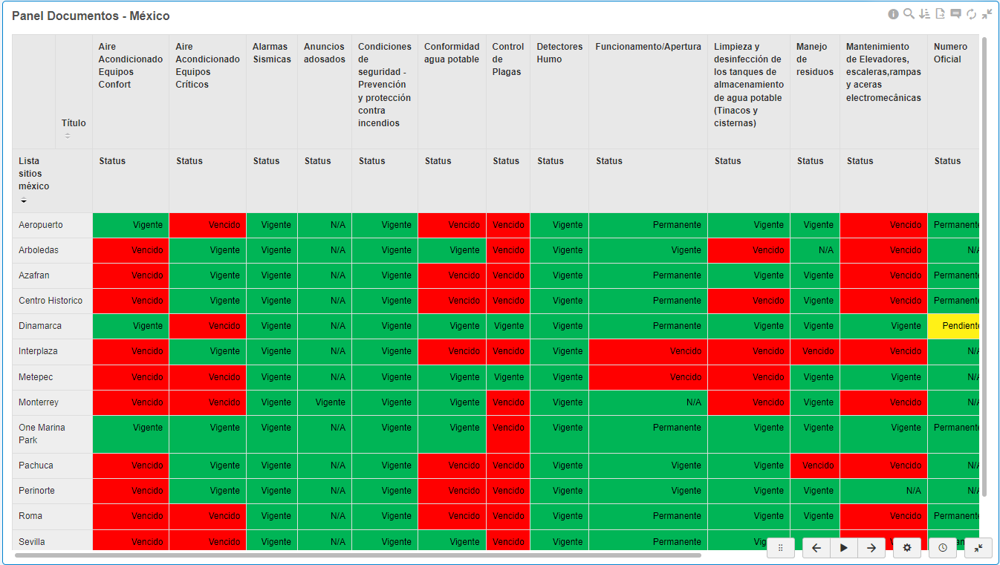 Panel Documentos - México
Aire
Acondicionado
Equipos
Confort
Aire
Acondicionado
Equipos
Críticos
Alarmas
Sismicas
Anuncios
adosados
Condiciones
de
seguridad -
Prevención
y protección
contra
incendios
Conformidad
agua potable
Control
de
Plagas
Detectores
Humo
Funcionamento/Apertura
Limpieza y
desinfección de
los tanques de
almacenamiento
de agua potable
(Tinacos y
cisternas)
Manejo
de
residuos
Mantenimiento
de Elevadores,
escaleras,rampas
y aceras
electromecânicas
Numero
Oficial
Título
Lista
sitios
méxico
Status Status Status Status Status Status Status Status Status Status Status Status Status
Aeropuerto Vigente Vencido Vigente N/A Vigente Vencido Vencido Vigente Permanente Vigente Vigente Vencido Permanente
Arboledas Vencido Vigente Vigente N/A Vigente Vigente Vencido Vigente Vigente Vencido N/A Vencido N/A
Azafran Vencido Vigente Vigente N/A Vigente Vencido Vencido Vigente Permanente Vigente Vigente Vencido Permanente
Centro Historico Vencido Vigente Vigente N/A Vigente Vencido Vencido Vigente Permanente Vencido Vigente Vencido Permanente
Dinamarca Vigente Vencido Vigente N/A Vigente Vigente Vigente Vigente Permanente Vigente Vigente Vigente Pendiente
Interplaza Vencido Vigente Vigente N/A Vigente Vencido Vencido Vigente Vencido Vencido Vencido Vencido N/A
Metepec Vencido Vencido Vigente N/A Vigente Vigente Vigente Vigente Vencido Vencido Vigente Vigente N/A
Monterrey Vencido Vencido Vigente Vigente Vigente Vigente Vencido Vigente N/A Vencido Vigente Vencido N/A
One Marina
Park
Vigente Vigente Vigente N/A Vigente Vigente Vencido Vigente Permanente Vigente Vigente Vigente Permanente
Pachuca Vencido Vigente Vigente N/A Vigente Vencido Vencido Vigente Vigente Vigente Vencido Vencido N/A
Perinorte Vencido Vigente Vigente N/A Vigente Vencido Vencido Vigente Vigente Vigente Vigente N/A N/A
Roma Vencido Vencido Vigente N/A Vigente Vencido Vencido Vigente Permanente Vigente Vigente Vencido Permanente
Sevilla Vencido Vencido Vigente N/A Vigente Vigente Vencido Vigente Permanente